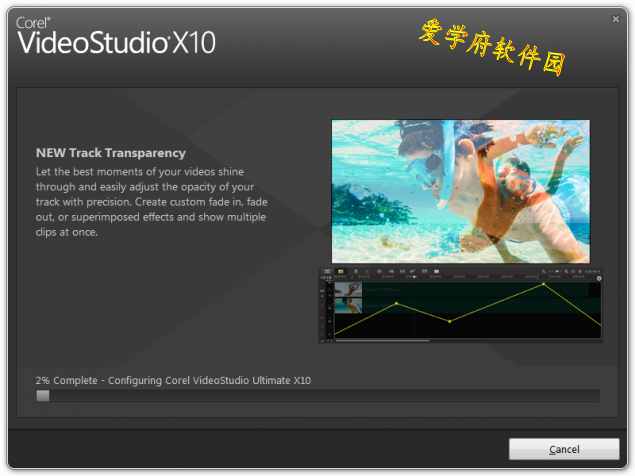 Corel®
VideoStudio® X10
爱学府软件园
NEW Track Transparency
Let the best moments of your videos shine
through and easily adjust the opacity of your
track with precision. Create custom fade in, fade
out, or superimposed effects and show multiple
clips at once.
2% Complete - Configuring Corel VideoStudio Ultimate X10
Cancel